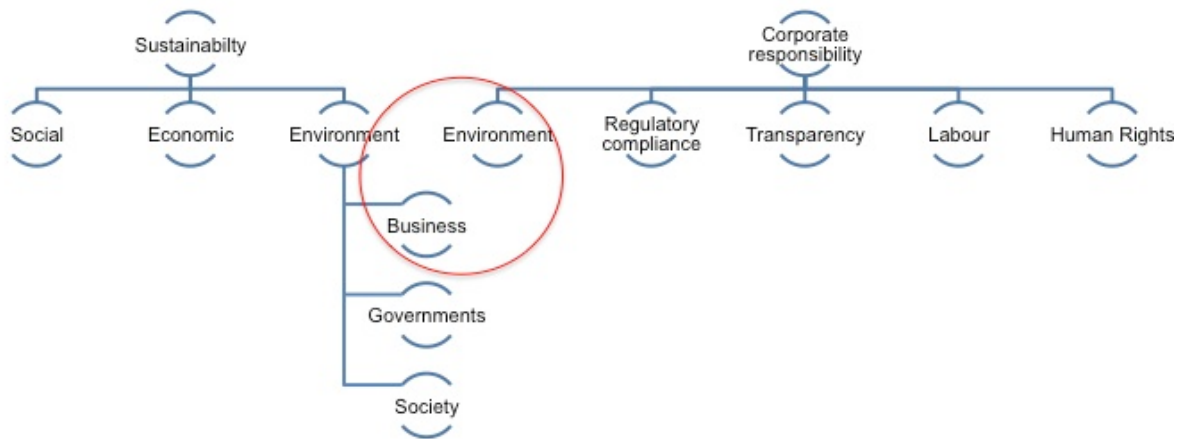 Sustainabilty
Corporate
responsibility
Social
Economic
Environment
Environment
Regulatory
compliance
Transparency
Labour
Human Rights
Business
Governments
Society